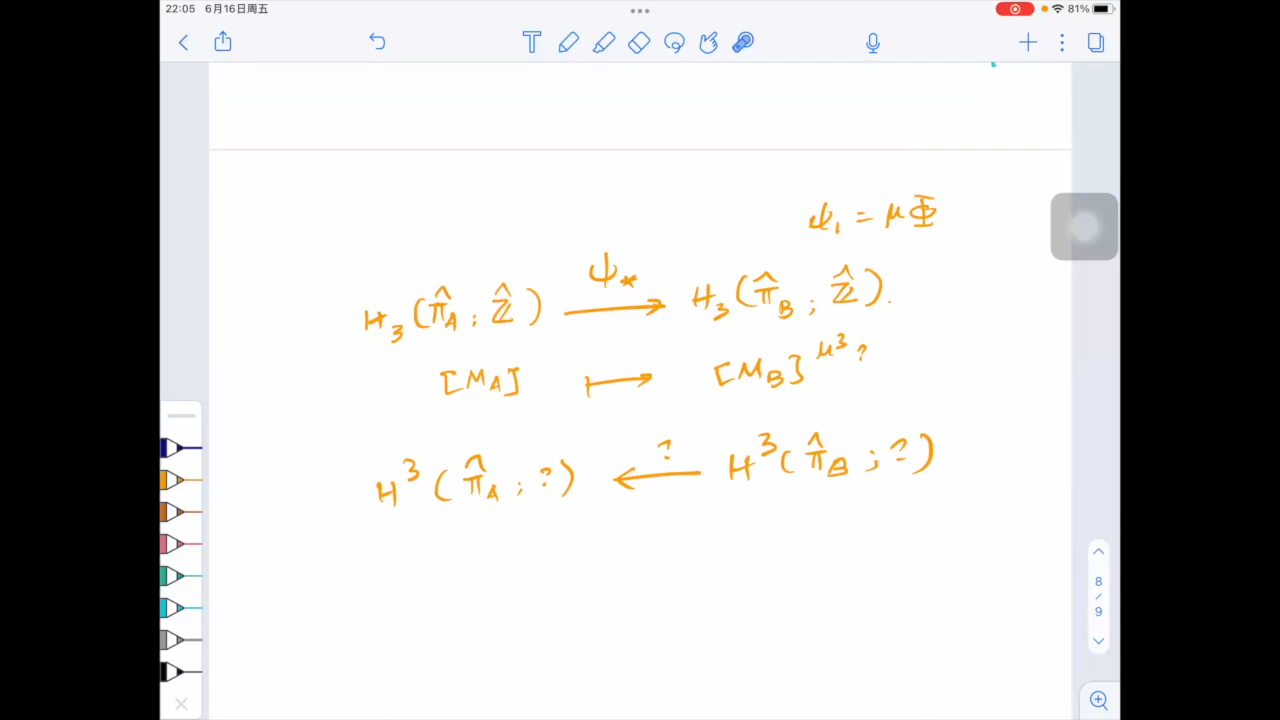 22:05 6月16日周五 81%
ψ₁ = μΦ
H₃(π̂_A; Ẑ) —ψ_*→ H₃(π̂_B; Ẑ).
[M_A] ↦ [M_B]^μ³ ?
H³(π̂_A; ?) ←?— H³(π̂_B; ?)
8
/
9